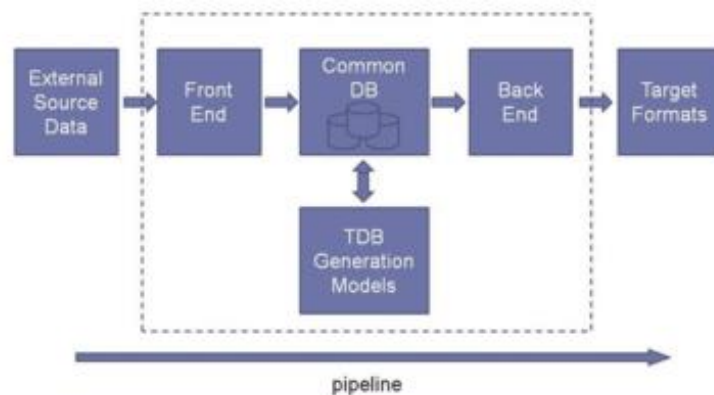 External
Source
Data
Front
End
Common
DB
Back
End
Target
Formats
TDB
Generation
Models
pipeline